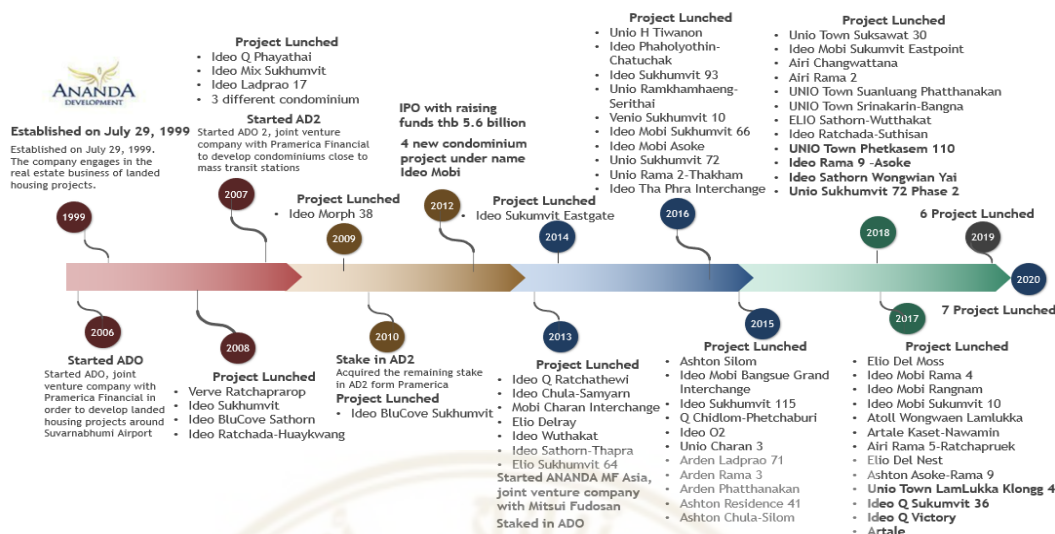 ANANDA
DEVELOPMENT
Established on July 29, 1999
Established on July 29, 1999.
The company engages in the
real estate business of landed
housing projects.
1999
Project Lunched
• Ideo Q Phayathai
• Ideo Mix Sukhumvit
• Ideo Ladprao 17
• 3 different condominium
Started AD2
Started ADO 2, joint venture
company with Pramerica Financial
to develop condominiums close to
mass transit stations
2007
Project Lunched
• Ideo Morph 38
2009
IPO with raising
funds thb 5.6 billion
4 new condominium
project under name
Ideo Mobi
2012
Project Lunched
• Ideo Sukumvit Eastgate
2014
Project Lunched
• Unio H Tiwanon
• Ideo Phaholyothin-
Chatuchak
• Ideo Sukhumvit 93
• Unio Ramkhamhaeng-
Serithai
• Venio Sukhumvit 10
• Ideo Mobi Sukhumvit 66
• Ideo Mobi Asoke
• Unio Sukhumvit 72
• Unio Rama 2-Thakham
• Ideo Tha Phra Interchange
2016
Project Lunched
• Unio Town Suksawat 30
• Ideo Mobi Sukumvit Eastpoint
• Airi Changwattana
• Airi Rama 2
• UNIO Town Suanluang Phatthanakan
• UNIO Town Srinakarin-Bangna
• ELIO Sathorn-Wutthakat
• Ideo Ratchada-Suthisan
• UNIO Town Phetkasem 110
• Ideo Rama 9 -Asoke
• Ideo Sathorn Wongwian Yai
• Unio Sukhumvit 72 Phase 2
2018
6 Project Lunched
2019
2020
7 Project Lunched
2006
Started ADO
Started ADO, joint
venture company with
Pramerica Financial in
order to develop landed
housing projects around
Suvarnabhumi Airport
2008
Project Lunched
• Verve Ratchaprarop
• Ideo Sukhumvit
• Ideo BluCove Sathorn
• Ideo Ratchada-Huaykwang
2010
Stake in AD2
Acquired the remaining stake
in AD2 form Pramerica
Project Lunched
• Ideo BluCove Sukhumvit
2013
Project Lunched
• Ideo Q Ratchathewi
• Ideo Chula-Samyarn
• Mobi Charan Interchange
• Elio Delray
• Ideo Wuthakat
• Ideo Sathorn-Thapra
• Elio Sukhumvit 64
Started ANANDA MF Asia,
joint venture company
with Mitsui Fudosan
Staked in ADO
2015
Project Lunched
• Ashton Silom
• Ideo Mobi Bangsue Grand
Interchange
• Ideo Sukhumvit 115
• Q Chidlom-Phetchaburi
• Ideo O2
• Unio Charan 3
• Arden Ladprao 71
• Arden Rama 3
• Arden Phatthanakan
• Ashton Residence 41
• Ashton Chula-Silom
2017
Project Lunched
• Elio Del Moss
• Ideo Mobi Rama 4
• Ideo Mobi Rangnam
• Ideo Mobi Sukumvit 10
• Atoll Wongwaen Lamlukka
• Artale Kaset-Nawamin
• Airi Rama 5-Ratchapruek
• Elio Del Nest
• Ashton Asoke-Rama 9
• Unio Town LamLukka Klongg 4
• Ideo Q Sukumvit 36
• Ideo Q Victory
• Artale